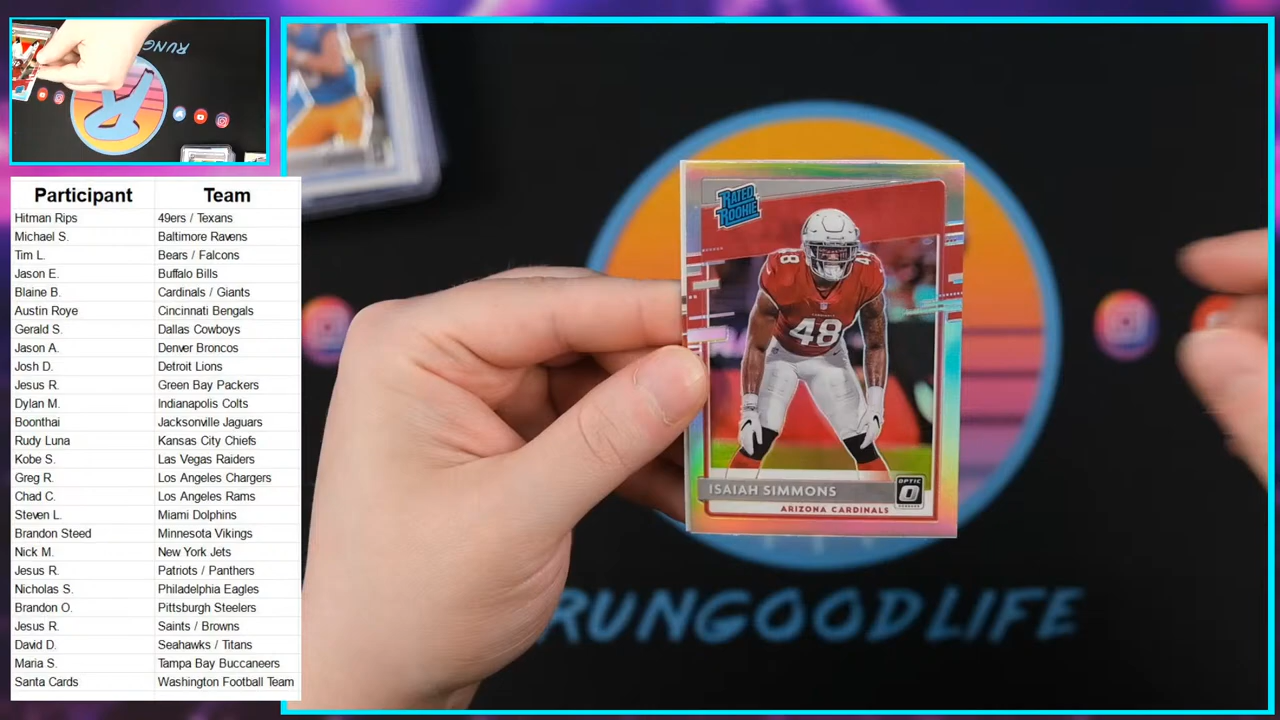 RUNGOODLIFE
Participant Team
Hitman Rips 49ers / Texans
Michael S. Baltimore Ravens
Tim L. Bears / Falcons
Jason E. Buffalo Bills
Blaine B. Cardinals / Giants
Austin Roye Cincinnati Bengals
Gerald S. Dallas Cowboys
Jason A. Denver Broncos
Josh D. Detroit Lions
Jesus R. Green Bay Packers
Dylan M. Indianapolis Colts
Boonthai Jacksonville Jaguars
Rudy Luna Kansas City Chiefs
Kobe S. Las Vegas Raiders
Greg R. Los Angeles Chargers
Chad C. Los Angeles Rams
Steven L. Miami Dolphins
Brandon Steed Minnesota Vikings
Nick M. New York Jets
Jesus R. Patriots / Panthers
Nicholas S. Philadelphia Eagles
Brandon O. Pittsburgh Steelers
Jesus R. Saints / Browns
David D. Seahawks / Titans
Maria S. Tampa Bay Buccaneers
Santa Cards Washington Football Team
RATED
ROOKIE
48
48
ISAIAH SIMMONS
OPTIC
ARIZONA CARDINALS
RUNGOODLIFE